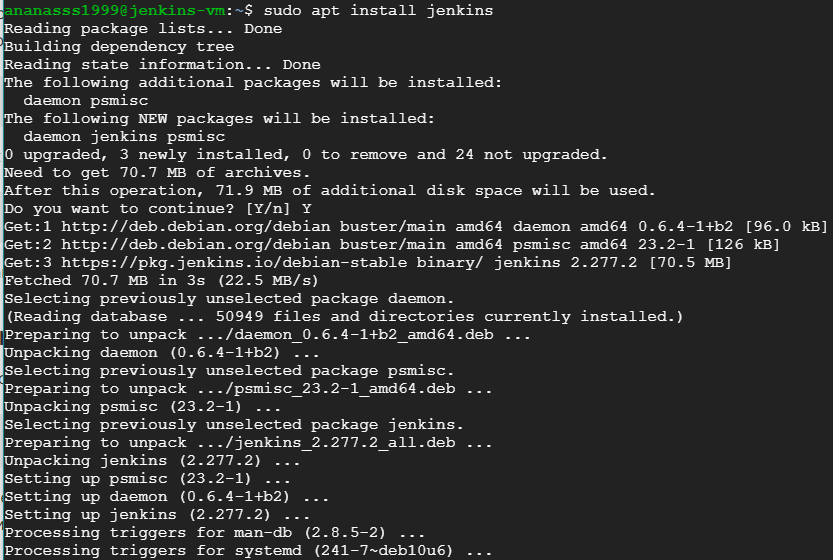 ananasss1999@jenkins-vm:~$ sudo apt install jenkins
Reading package lists... Done
Building dependency tree
Reading state information... Done
The following additional packages will be installed:
  daemon psmisc
The following NEW packages will be installed:
  daemon jenkins psmisc
0 upgraded, 3 newly installed, 0 to remove and 24 not upgraded.
Need to get 70.7 MB of archives.
After this operation, 71.9 MB of additional disk space will be used.
Do you want to continue? [Y/n] Y
Get:1 http://deb.debian.org/debian buster/main amd64 daemon amd64 0.6.4-1+b2 [96.0 kB]
Get:2 http://deb.debian.org/debian buster/main amd64 psmisc amd64 23.2-1 [126 kB]
Get:3 https://pkg.jenkins.io/debian-stable binary/ jenkins 2.277.2 [70.5 MB]
Fetched 70.7 MB in 3s (22.5 MB/s)
Selecting previously unselected package daemon.
(Reading database ... 50949 files and directories currently installed.)
Preparing to unpack .../daemon_0.6.4-1+b2_amd64.deb ...
Unpacking daemon (0.6.4-1+b2) ...
Selecting previously unselected package psmisc.
Preparing to unpack .../psmisc_23.2-1_amd64.deb ...
Unpacking psmisc (23.2-1) ...
Selecting previously unselected package jenkins.
Preparing to unpack .../jenkins_2.277.2_all.deb ...
Unpacking jenkins (2.277.2) ...
Setting up psmisc (23.2-1) ...
Setting up daemon (0.6.4-1+b2) ...
Setting up jenkins (2.277.2) ...
Processing triggers for man-db (2.8.5-2) ...
Processing triggers for systemd (241-7~deb10u6) ...